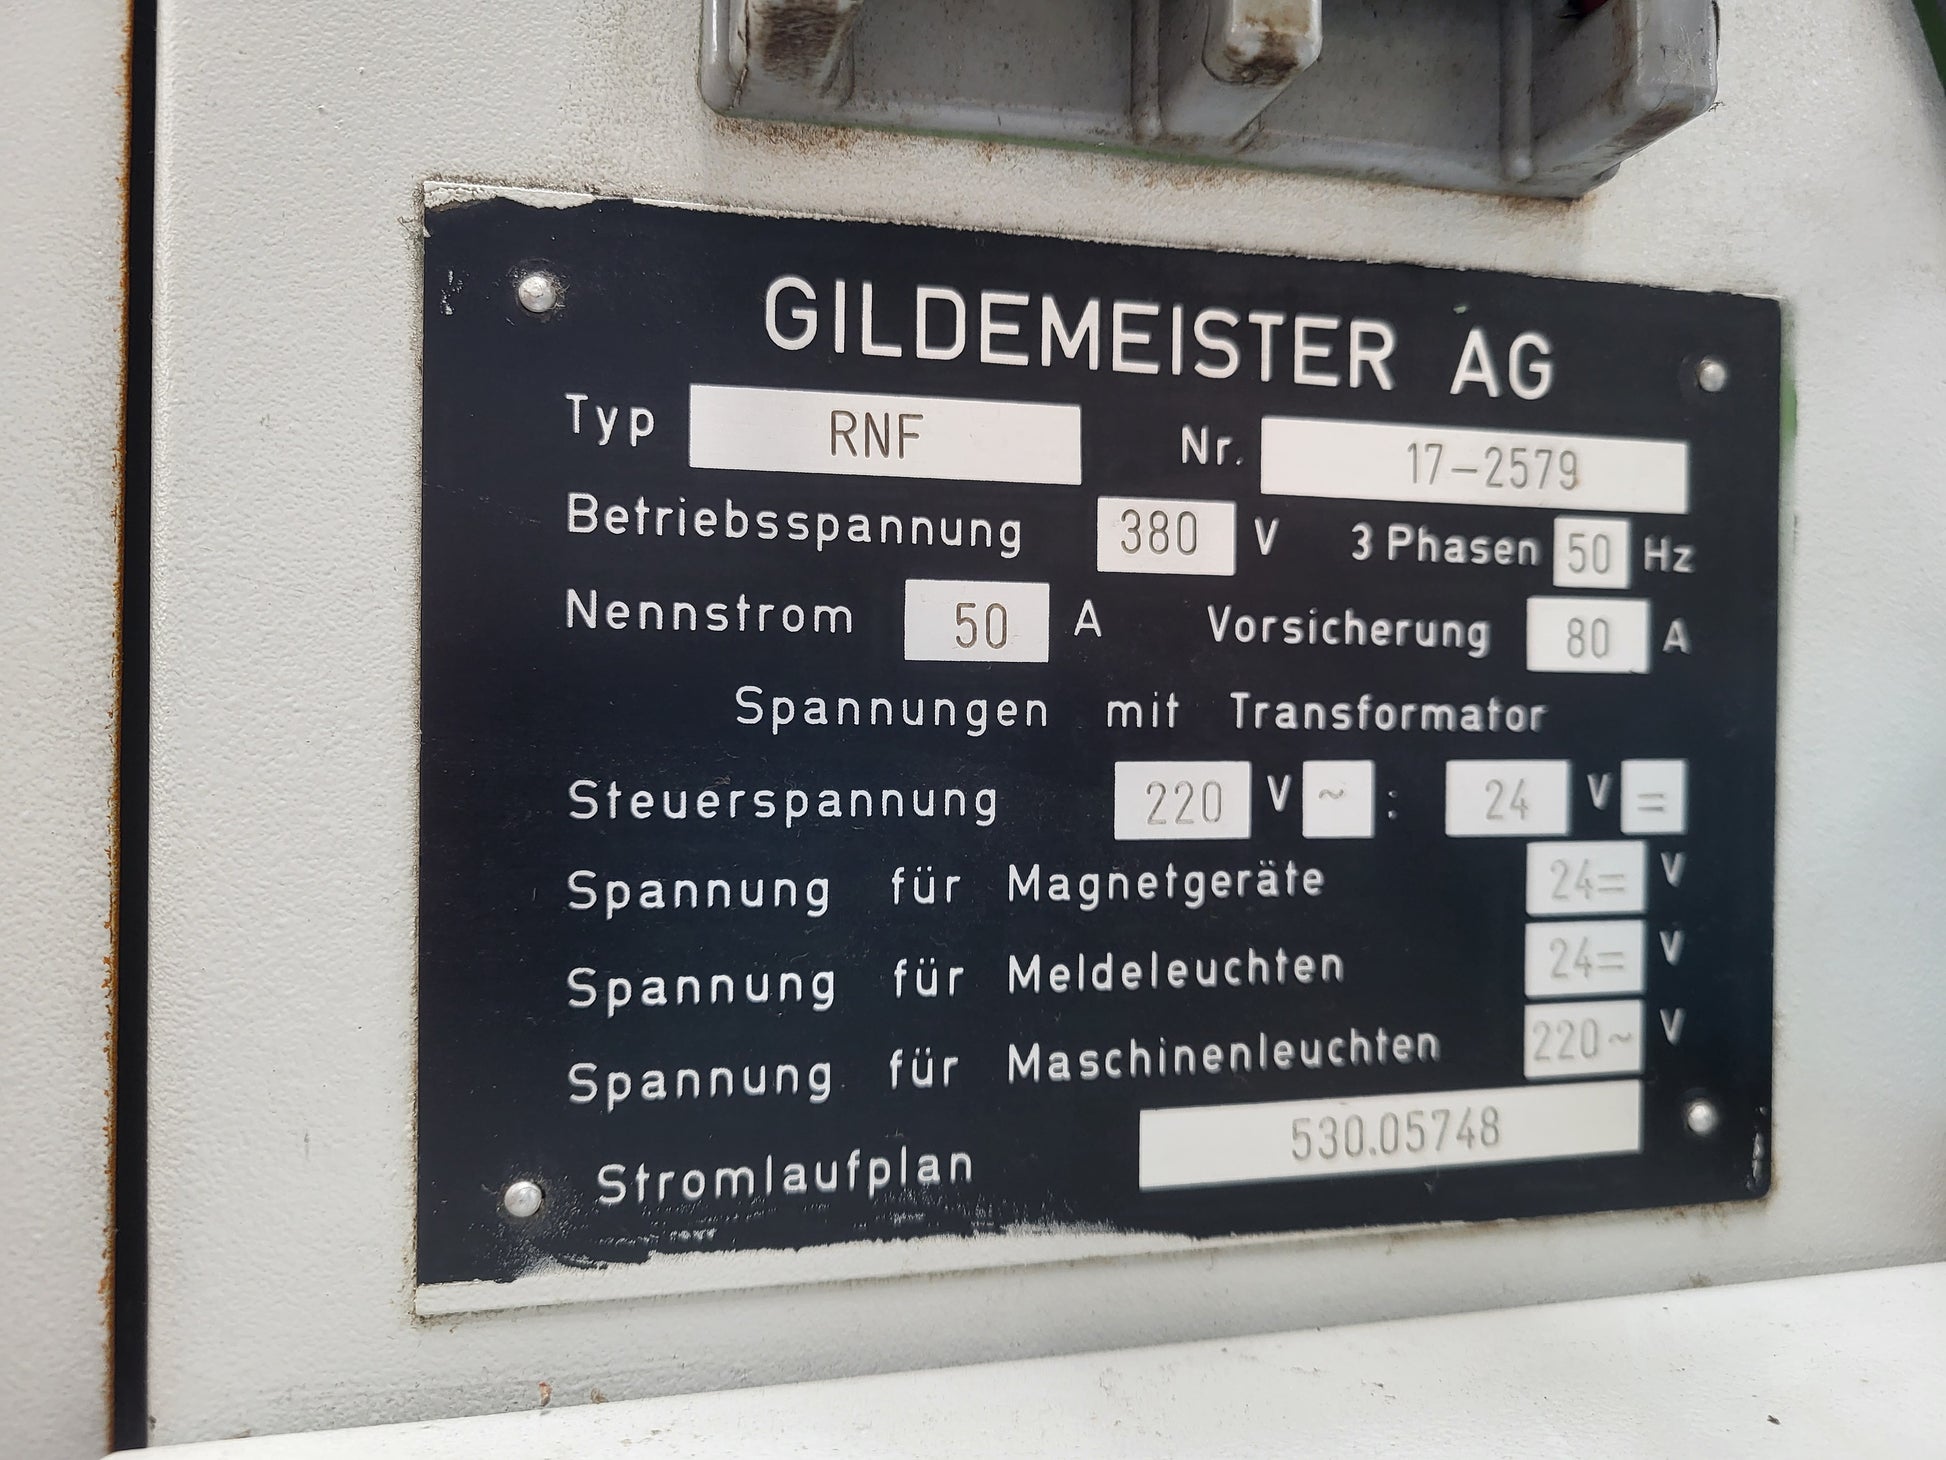 GILDEMEISTER AG
Typ RNF Nr. 17-2579
Betriebsspannung 380 V 3 Phasen 50 Hz
Nennstrom 50 A Vorsicherung 80 A
Spannungen mit Transformator
Steuerspannung 220 V ~ : 24 V =
Spannung für Magnetgeräte 24= V
Spannung für Meldeleuchten 24= V
Spannung für Maschinenleuchten 220~ V
Stromlaufplan 530.05748